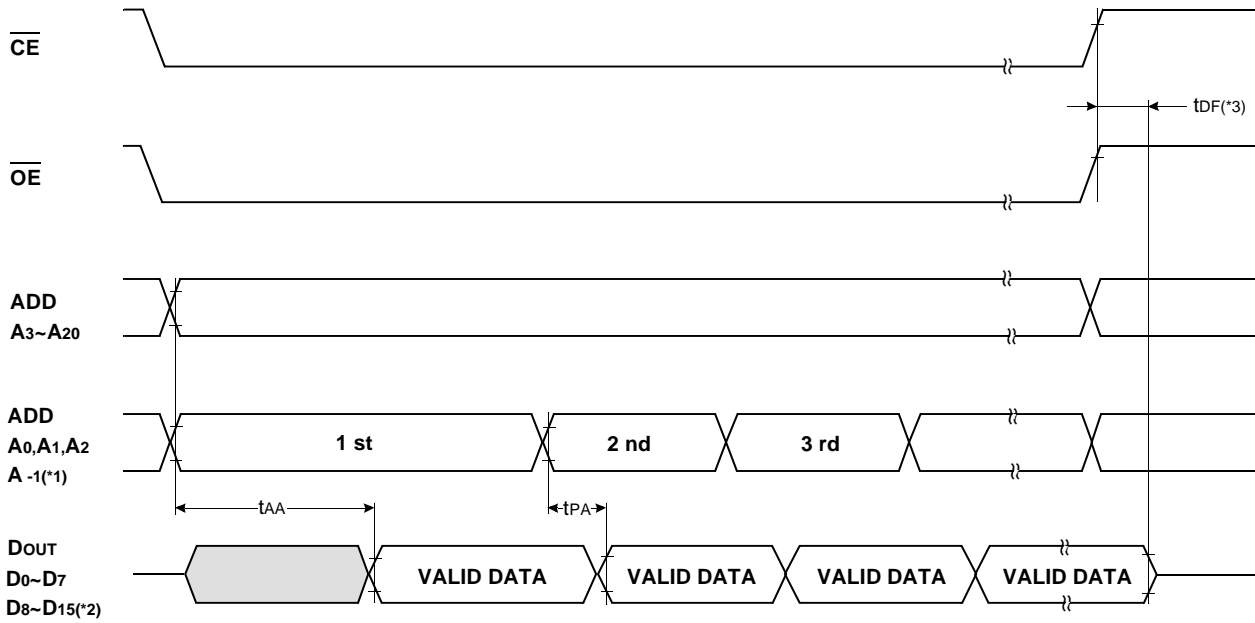 CE
tDF(*3)
OE
ADD
A3~A20
ADD
A0,A1,A2
A -1(*1)
1 st
2 nd
3 rd
tAA
tPA
DOUT
D0~D7
D8~D15(*2)
VALID DATA
VALID DATA
VALID DATA
VALID DATA